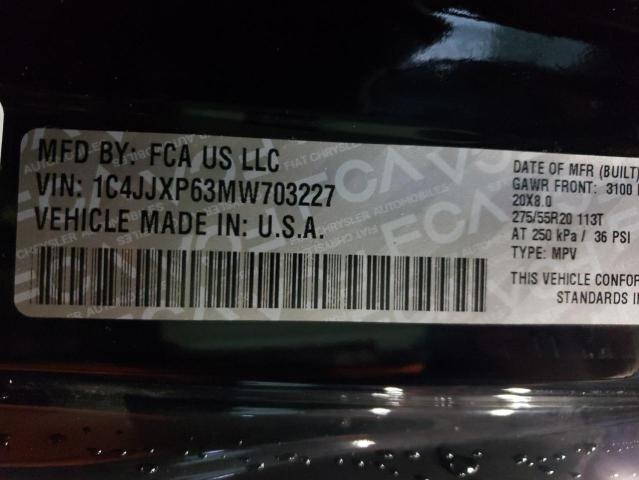 MFD BY: FCA US LLC
VIN: 1C4JJXP63MW703227
VEHICLE MADE IN: U.S.A.
DATE OF MFR (BUILT)
GAWR FRONT: 3100
20X8.0
275/55R20 113T
AT 250 kPa / 36 PSI
TYPE: MPV
THIS VEHICLE CONFOR
STANDARDS I